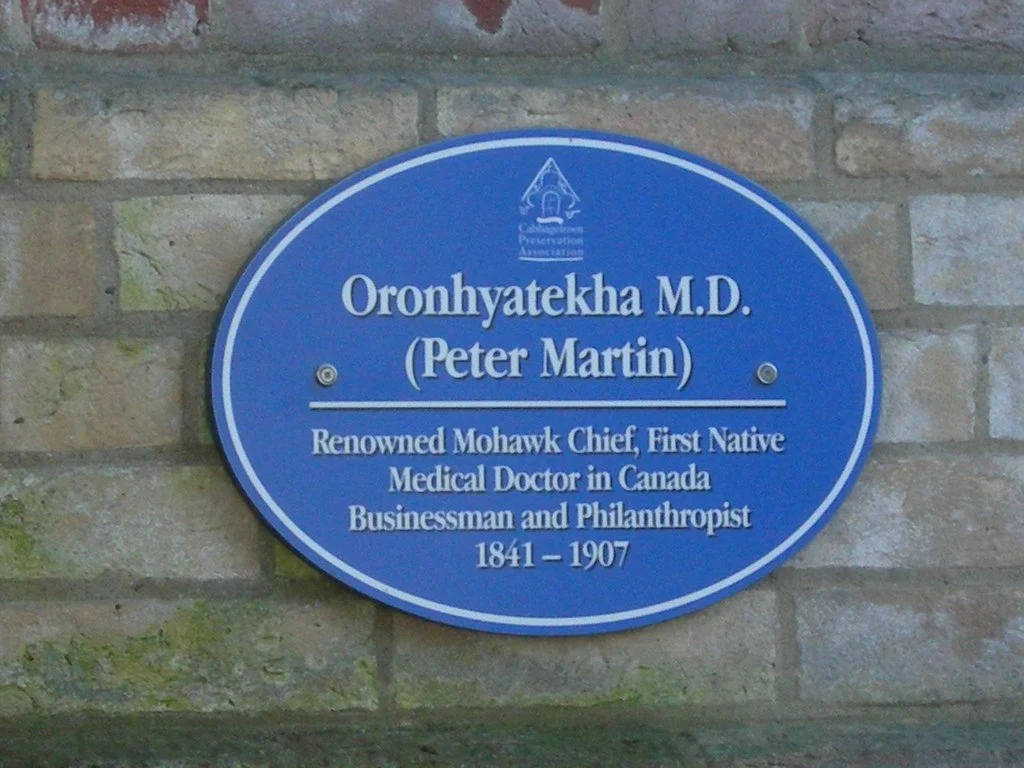 Cabbagetown
Preservation
Association
Oronhyatekha M.D.
(Peter Martin)
Renowned Mohawk Chief, First Native
Medical Doctor in Canada
Businessman and Philanthropist
1841 – 1907